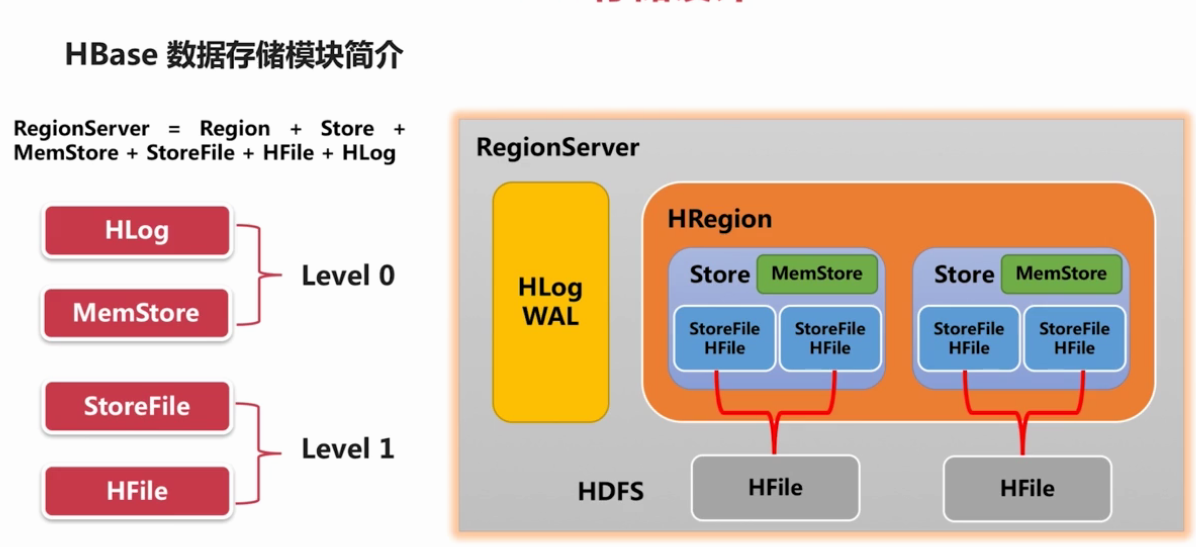 HBase 数据存储模块简介
RegionServer = Region + Store +
MemStore + StoreFile + HFile + HLog
HLog
MemStore
Level 0
StoreFile
HFile
Level 1
RegionServer
HLog
WAL
HRegion
Store
MemStore
StoreFile
HFile
StoreFile
HFile
Store
MemStore
StoreFile
HFile
StoreFile
HFile
HDFS
HFile
HFile